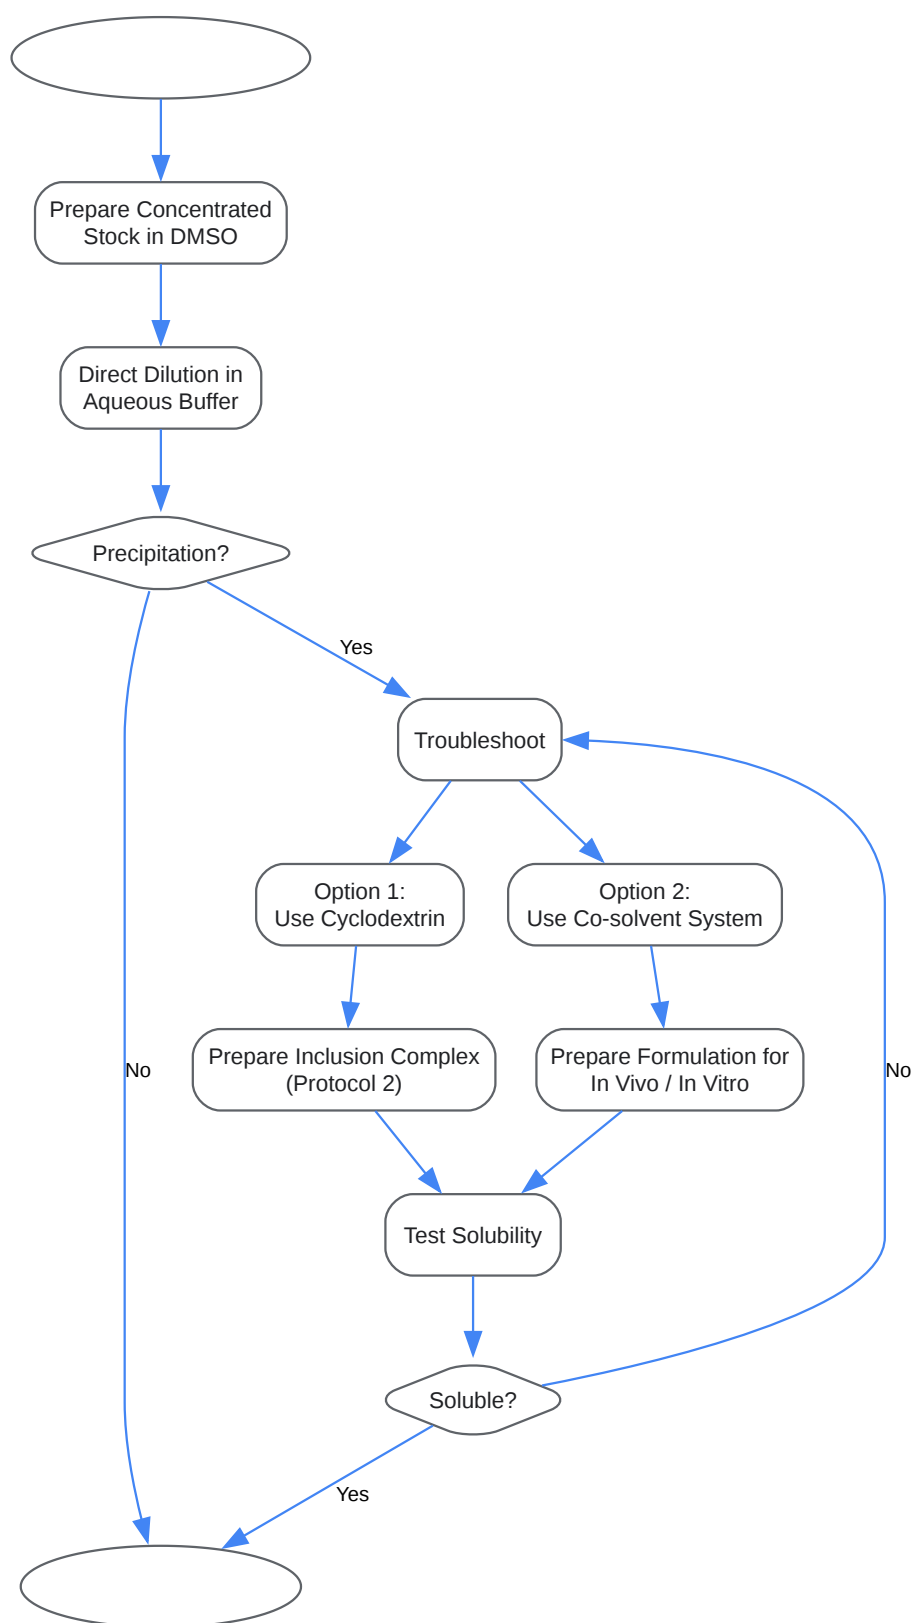 Prepare Concentrated
Stock in DMSO
Direct Dilution in
Aqueous Buffer
Precipitation?
Yes
Troubleshoot
Option 1:
Use Cyclodextrin
Option 2:
Use Co-solvent System
Prepare Inclusion Complex
(Protocol 2)
Prepare Formulation for
In Vivo / In Vitro
No
No
Test Solubility
Soluble?
Yes